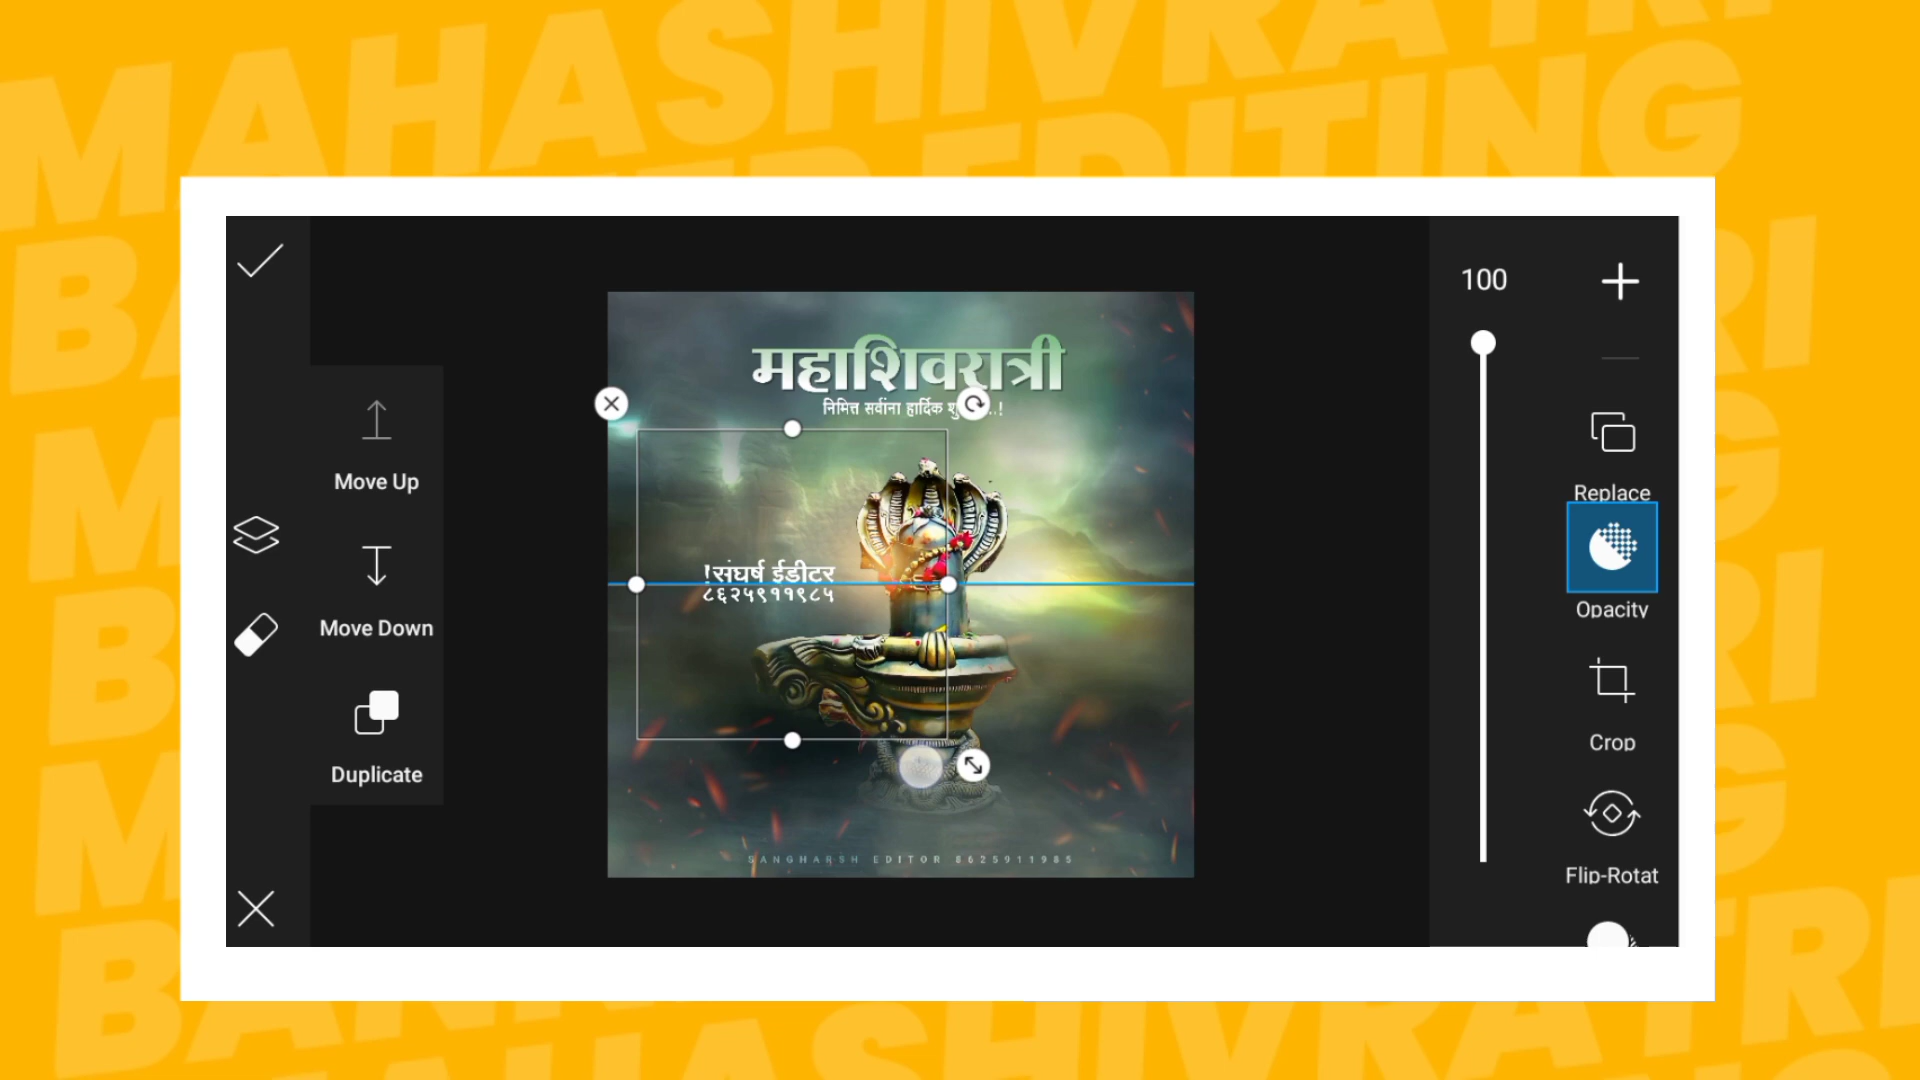 MAHASHIVRATRI
EDITING
100
महाशिवरात्री
निमित्त सर्वांना हार्दिक
..!
Move Up
Replace
!संघर्ष ईडीटर
८६२५९११९८५
Opacity
Move Down
Crop
Duplicate
SANGHARSH EDITOR 8625911985
Flip-Rotat
MAHASHIVRATRI